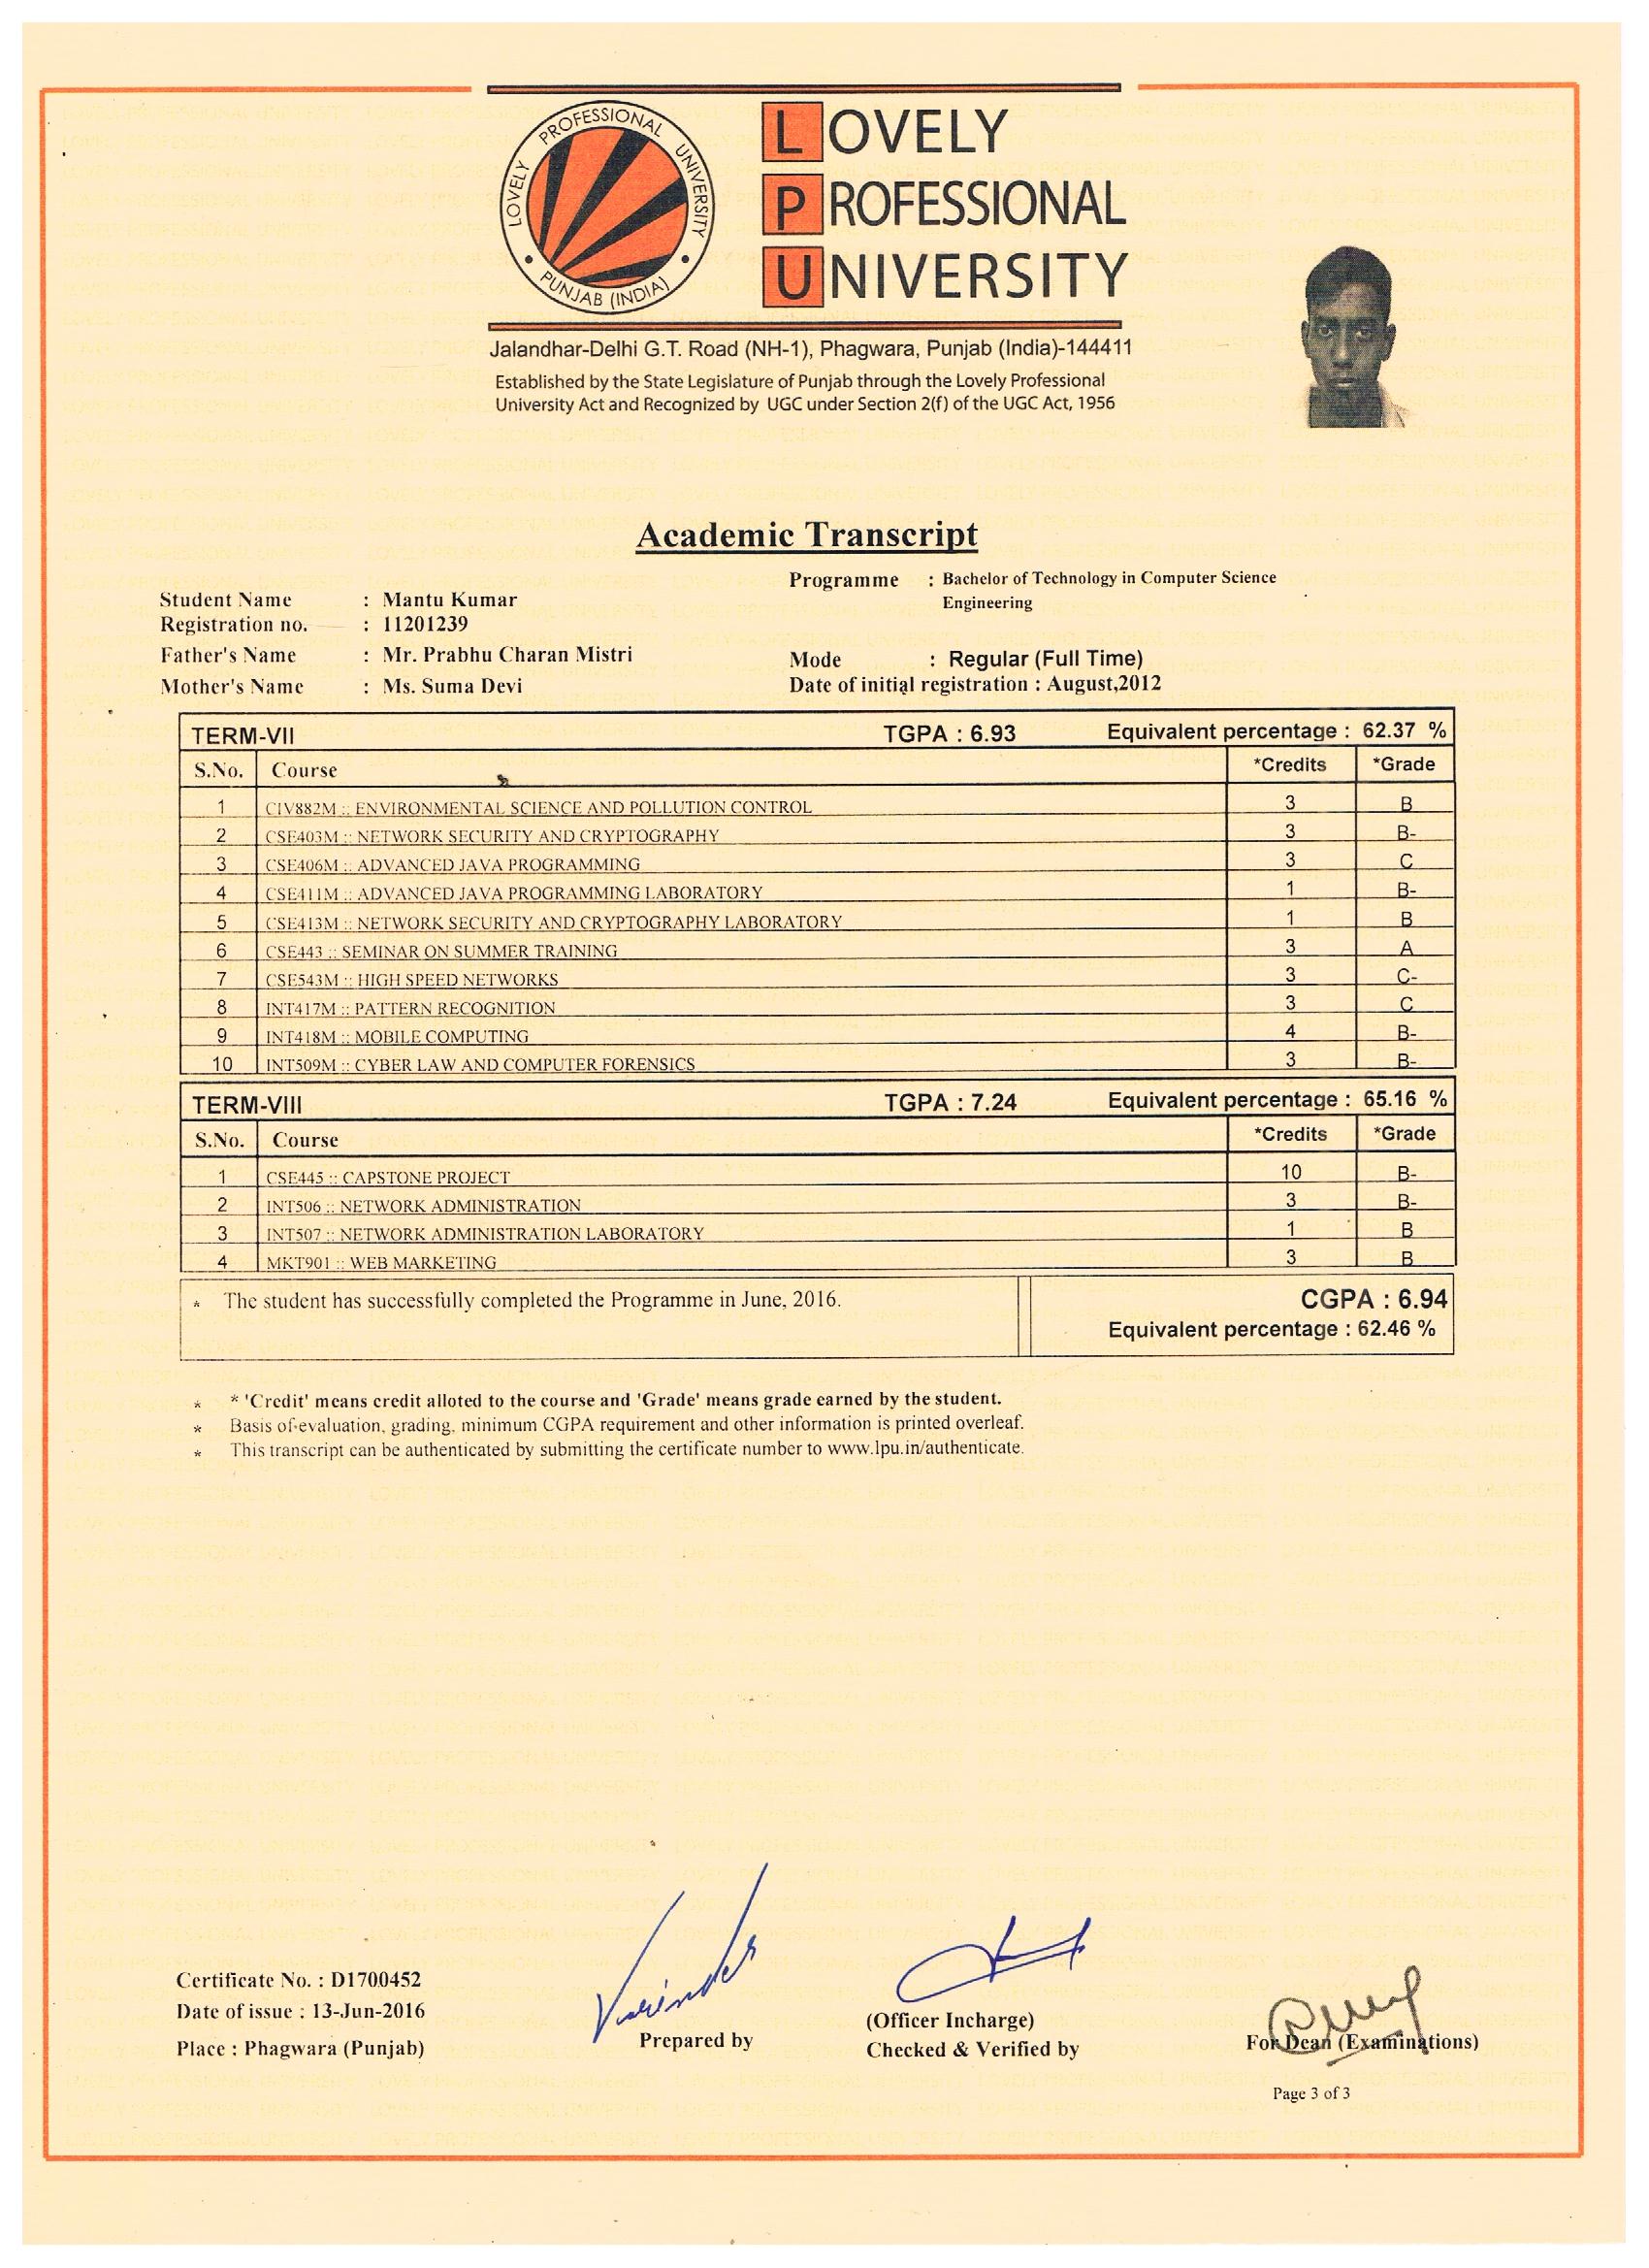 LOVELY PROFESSIONAL UNIVERSITY
PUNJAB (INDIA)
LOVELY
PROFESSIONAL
UNIVERSITY
Jalandhar-Delhi G.T. Road (NH-1), Phagwara, Punjab (India)-144411
Established by the State Legislature of Punjab through the Lovely Professional
University Act and Recognized by UGC under Section 2(f) of the UGC Act, 1956
Academic Transcript
Programme : Bachelor of Technology in Computer Science
Engineering
Student Name : Mantu Kumar
Registration no. : 11201239
Father's Name : Mr. Prabhu Charan Mistri
Mode : Regular (Full Time)
Mother's Name : Ms. Suma Devi
Date of initial registration : August,2012
TERM-VII TGPA : 6.93 Equivalent percentage : 62.37 %
S.No. Course *Credits *Grade
1 CIV882M :: ENVIRONMENTAL SCIENCE AND POLLUTION CONTROL 3 B
2 CSE403M :: NETWORK SECURITY AND CRYPTOGRAPHY 3 B-
3 CSE406M :: ADVANCED JAVA PROGRAMMING 3 C
4 CSE411M :: ADVANCED JAVA PROGRAMMING LABORATORY 1 B-
5 CSE413M :: NETWORK SECURITY AND CRYPTOGRAPHY LABORATORY 1 B
6 CSE443 :: SEMINAR ON SUMMER TRAINING 3 A
7 CSE543M :: HIGH SPEED NETWORKS 3 C-
8 INT417M :: PATTERN RECOGNITION 3 C
9 INT418M :: MOBILE COMPUTING 4 B-
10 INT509M :: CYBER LAW AND COMPUTER FORENSICS 3 B-
TERM-VIII TGPA : 7.24 Equivalent percentage : 65.16 %
S.No. Course *Credits *Grade
1 CSE445 :: CAPSTONE PROJECT 10 B-
2 INT506 :: NETWORK ADMINISTRATION 3 B-
3 INT507 :: NETWORK ADMINISTRATION LABORATORY 1 B
4 MKT901 :: WEB MARKETING 3 B
* The student has successfully completed the Programme in June, 2016.
CGPA : 6.94
Equivalent percentage : 62.46 %
* * 'Credit' means credit alloted to the course and 'Grade' means grade earned by the student.
* Basis of evaluation, grading, minimum CGPA requirement and other information is printed overleaf.
* This transcript can be authenticated by submitting the certificate number to www.lpu.in/authenticate.
Certificate No. : D1700452
Date of issue : 13-Jun-2016
Place : Phagwara (Punjab)
Varinder
Prepared by
(Officer Incharge)
Checked & Verified by
For Dean (Examinations)
Page 3 of 3